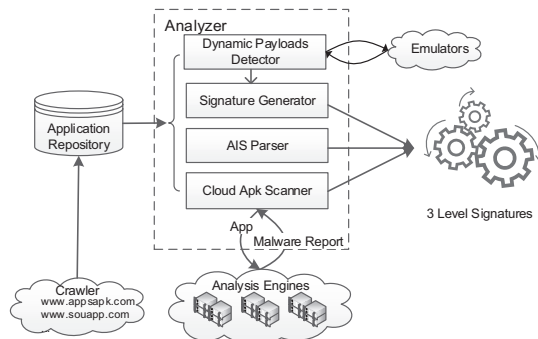 Analyzer
Dynamic Payloads
Detector
Emulators
Signature Generator
Application
Repository
AIS Parser
Cloud Apk Scanner
3 Level Signatures
App
Malware Report
Crawler
www.appsapk.com
www.souapp.com
...
Analysis Engines